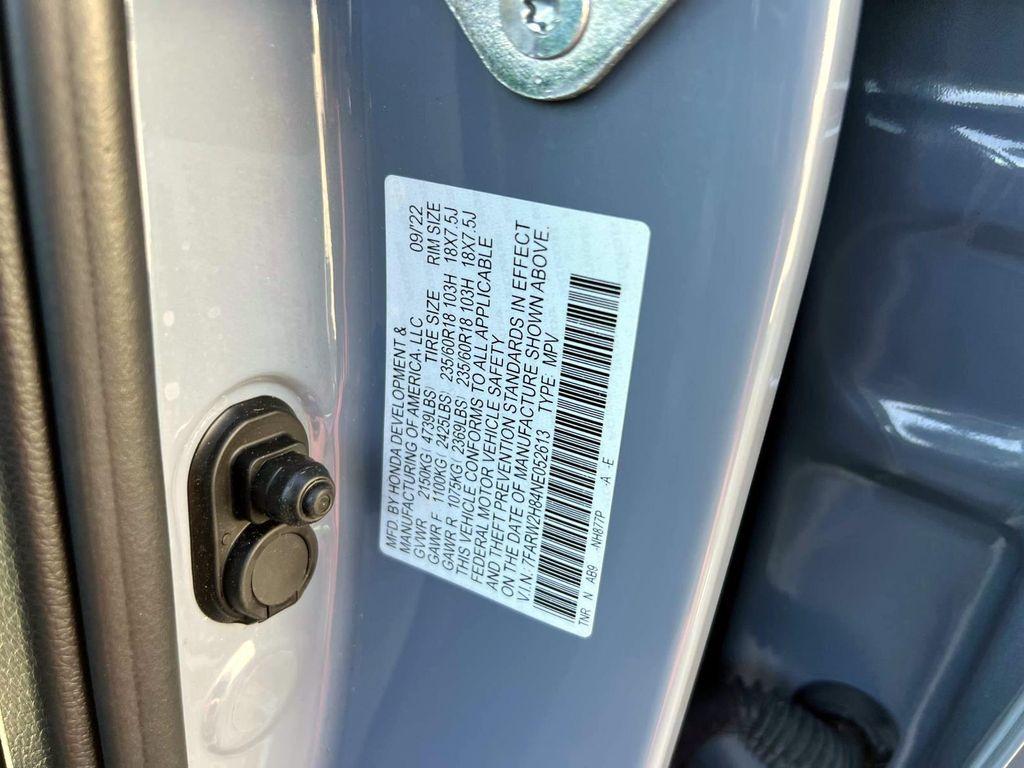 MFD. BY HONDA DEVELOPMENT & 09/22
MANUFACTURING OF AMERICA, LLC
GVWR 2150KG( 4739LBS) TIRE SIZE RIM SIZE
GAWR F 1100KG( 2425LBS) 235/60R18 103H 18X7.5J
GAWR R 1075KG( 2369LBS) 235/60R18 103H 18X7.5J
THIS VEHICLE CONFORMS TO ALL APPLICABLE
FEDERAL MOTOR VEHICLE SAFETY
AND THEFT PREVENTION STANDARDS IN EFFECT
ON THE DATE OF MANUFACTURE SHOWN ABOVE.
V.I.N. 7FARW2H84NE052613 TYPE MPV
TNR N AB9 NH877P A E